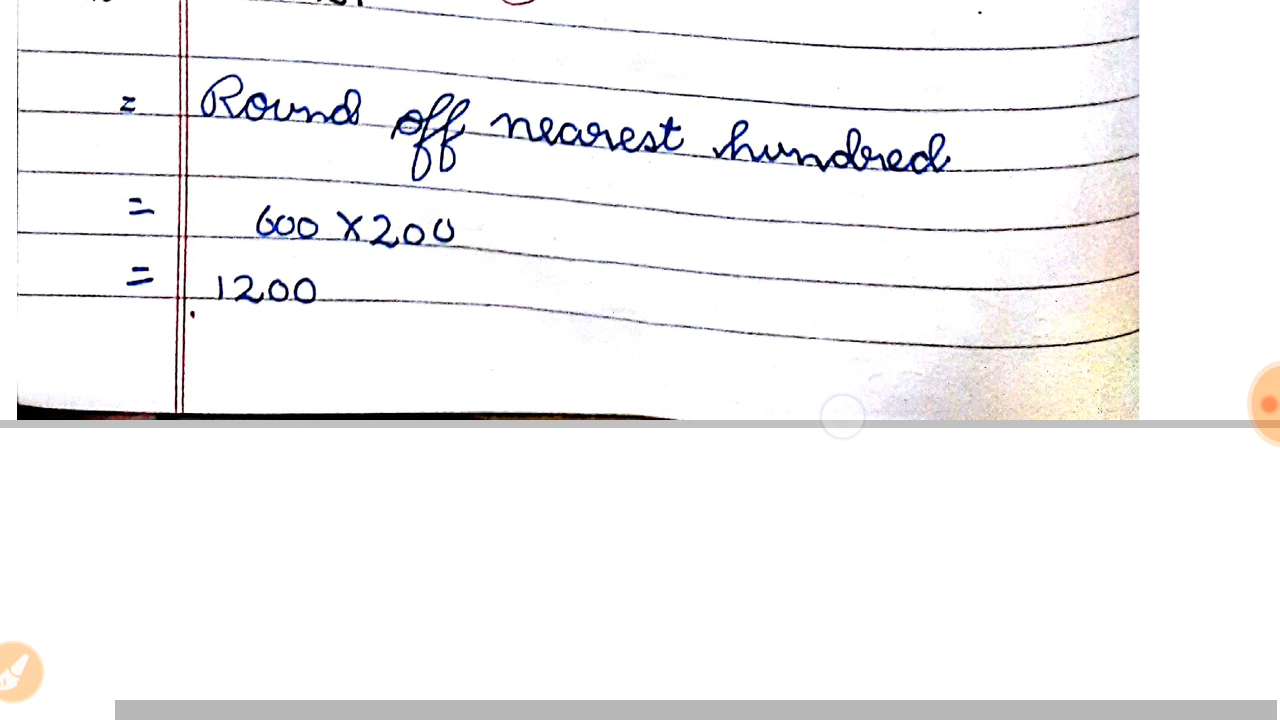 = Round off nearest hundred
= 600 X 200
= 1200